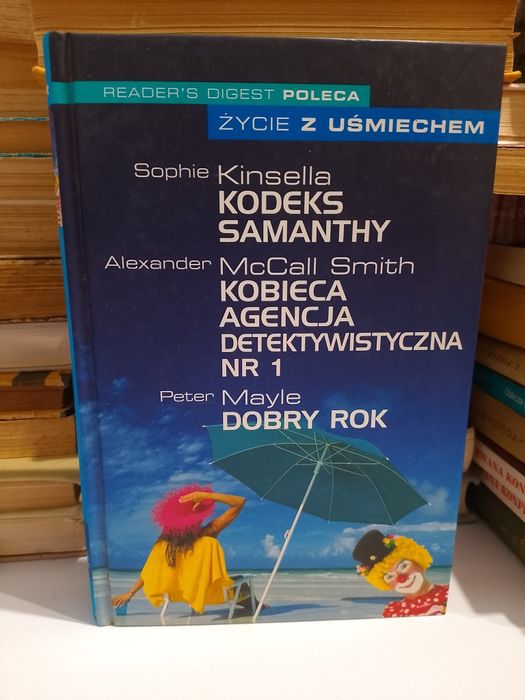 READER'S DIGEST POLECA
ŻYCIE Z UŚMIECHEM
Sophie Kinsella
KODEKS
SAMANTHY
Alexander McCall Smith
KOBIECA
AGENCJA
DETEKTYWISTYCZNA
NR 1
Peter Mayle
DOBRY ROK